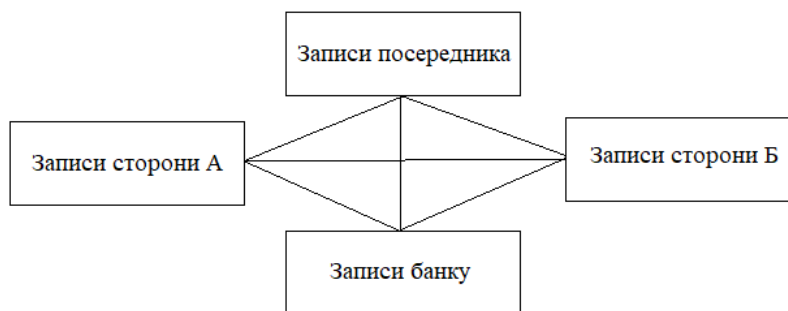 Записи посередника
Записи сторони А
Записи сторони Б
Записи банку